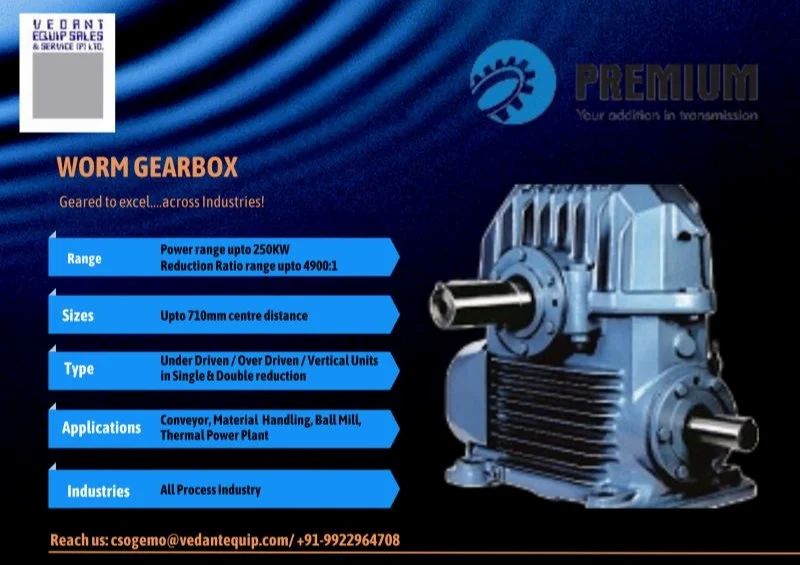 VEDANT
EQUIP SALES
& SERVICE (P) LTD.
PREMIUM
Your addition in transmission
WORM GEARBOX
Geared to excel....across Industries!
Range
Power range upto 250KW
Reduction Ratio range upto 4900:1
Sizes
Upto 710mm centre distance
Type
Under Driven / Over Driven / Vertical Units
in Single & Double reduction
Applications
Conveyor, Material Handling, Ball Mill,
Thermal Power Plant
Industries
All Process Industry
Reach us: csogemo@vedantequip.com/ +91-9922964708